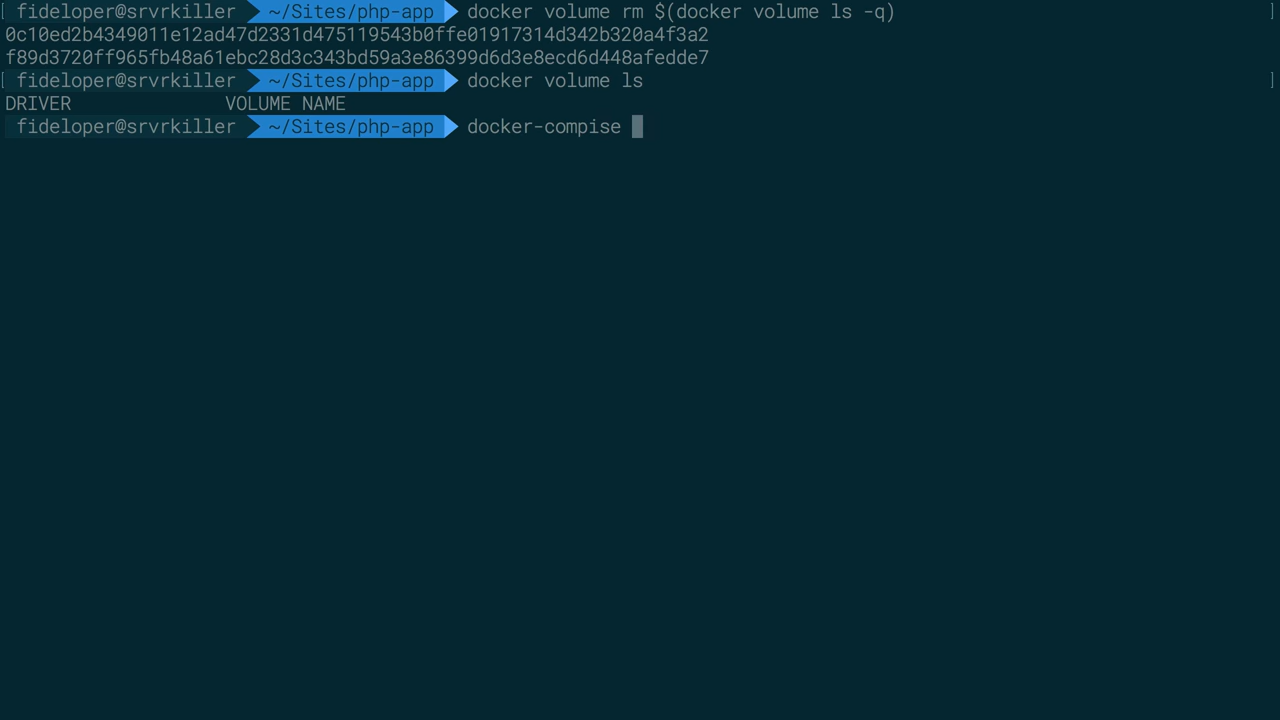 [ fideloper@srvrkiller ~/Sites/php-app docker volume rm $(docker volume ls -q) ]
0c10ed2b4349011e12ad47d2331d475119543b0ffe01917314d342b320a4f3a2
f89d3720ff965fb48a61ebc28d3c343bd59a3e86399d6d3e8ecd6d448afedde7
[ fideloper@srvrkiller ~/Sites/php-app docker volume ls ]
DRIVER VOLUME NAME
fideloper@srvrkiller ~/Sites/php-app docker-compise